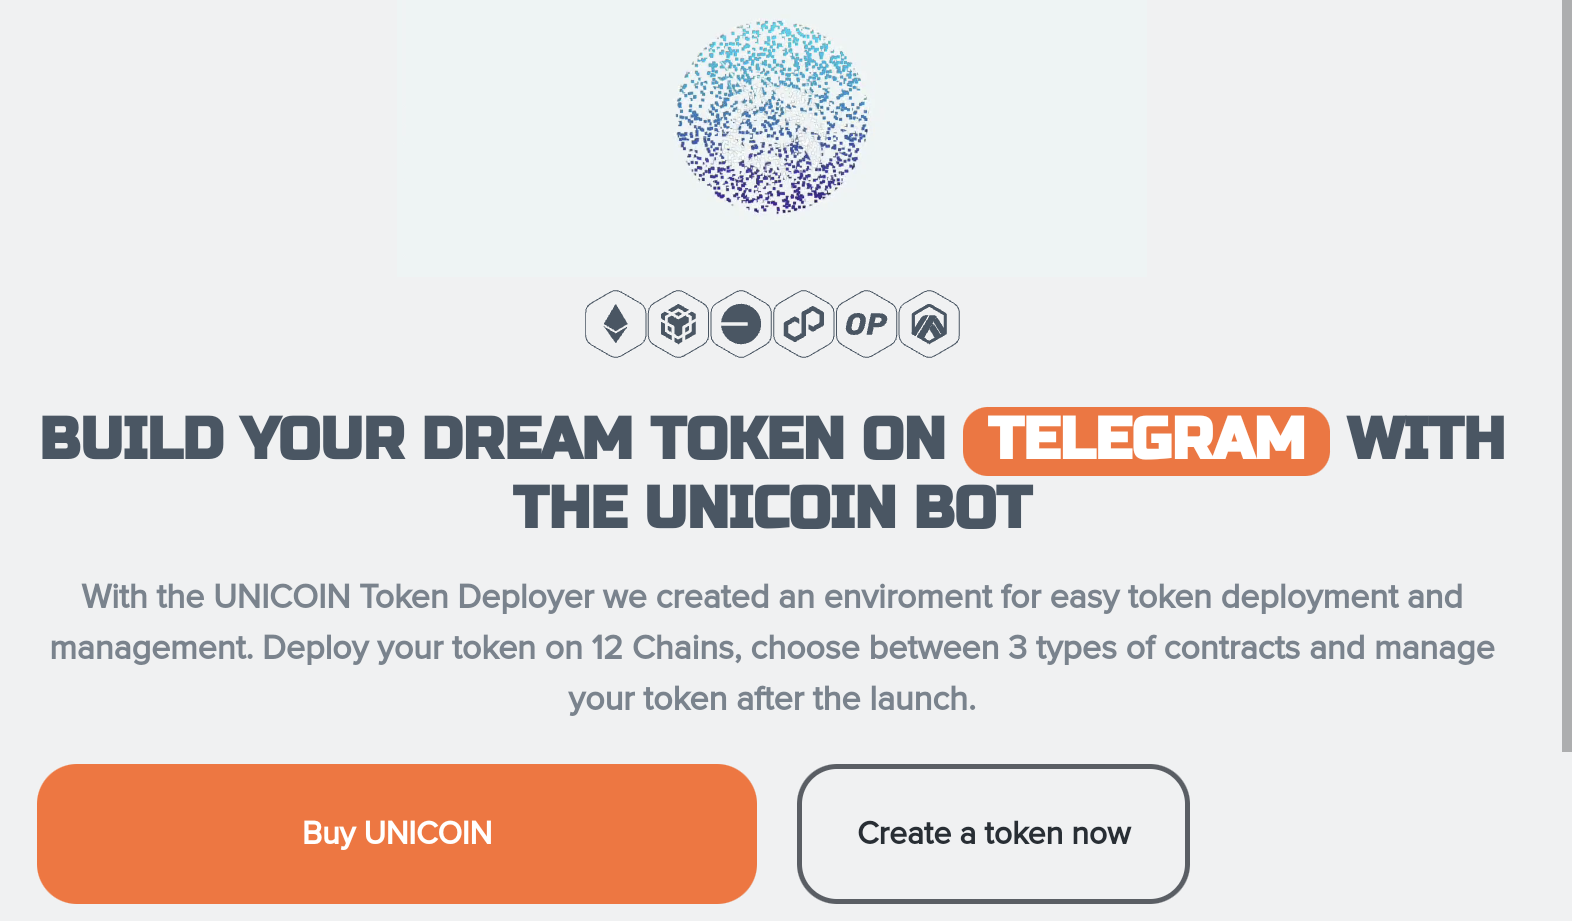 OP
BUILD YOUR DREAM TOKEN ON TELEGRAM WITH
THE UNICOIN BOT
With the UNICOIN Token Deployer we created an enviroment for easy token deployment and
management. Deploy your token on 12 Chains, choose between 3 types of contracts and manage
your token after the launch.
Buy UNICOIN
Create a token now